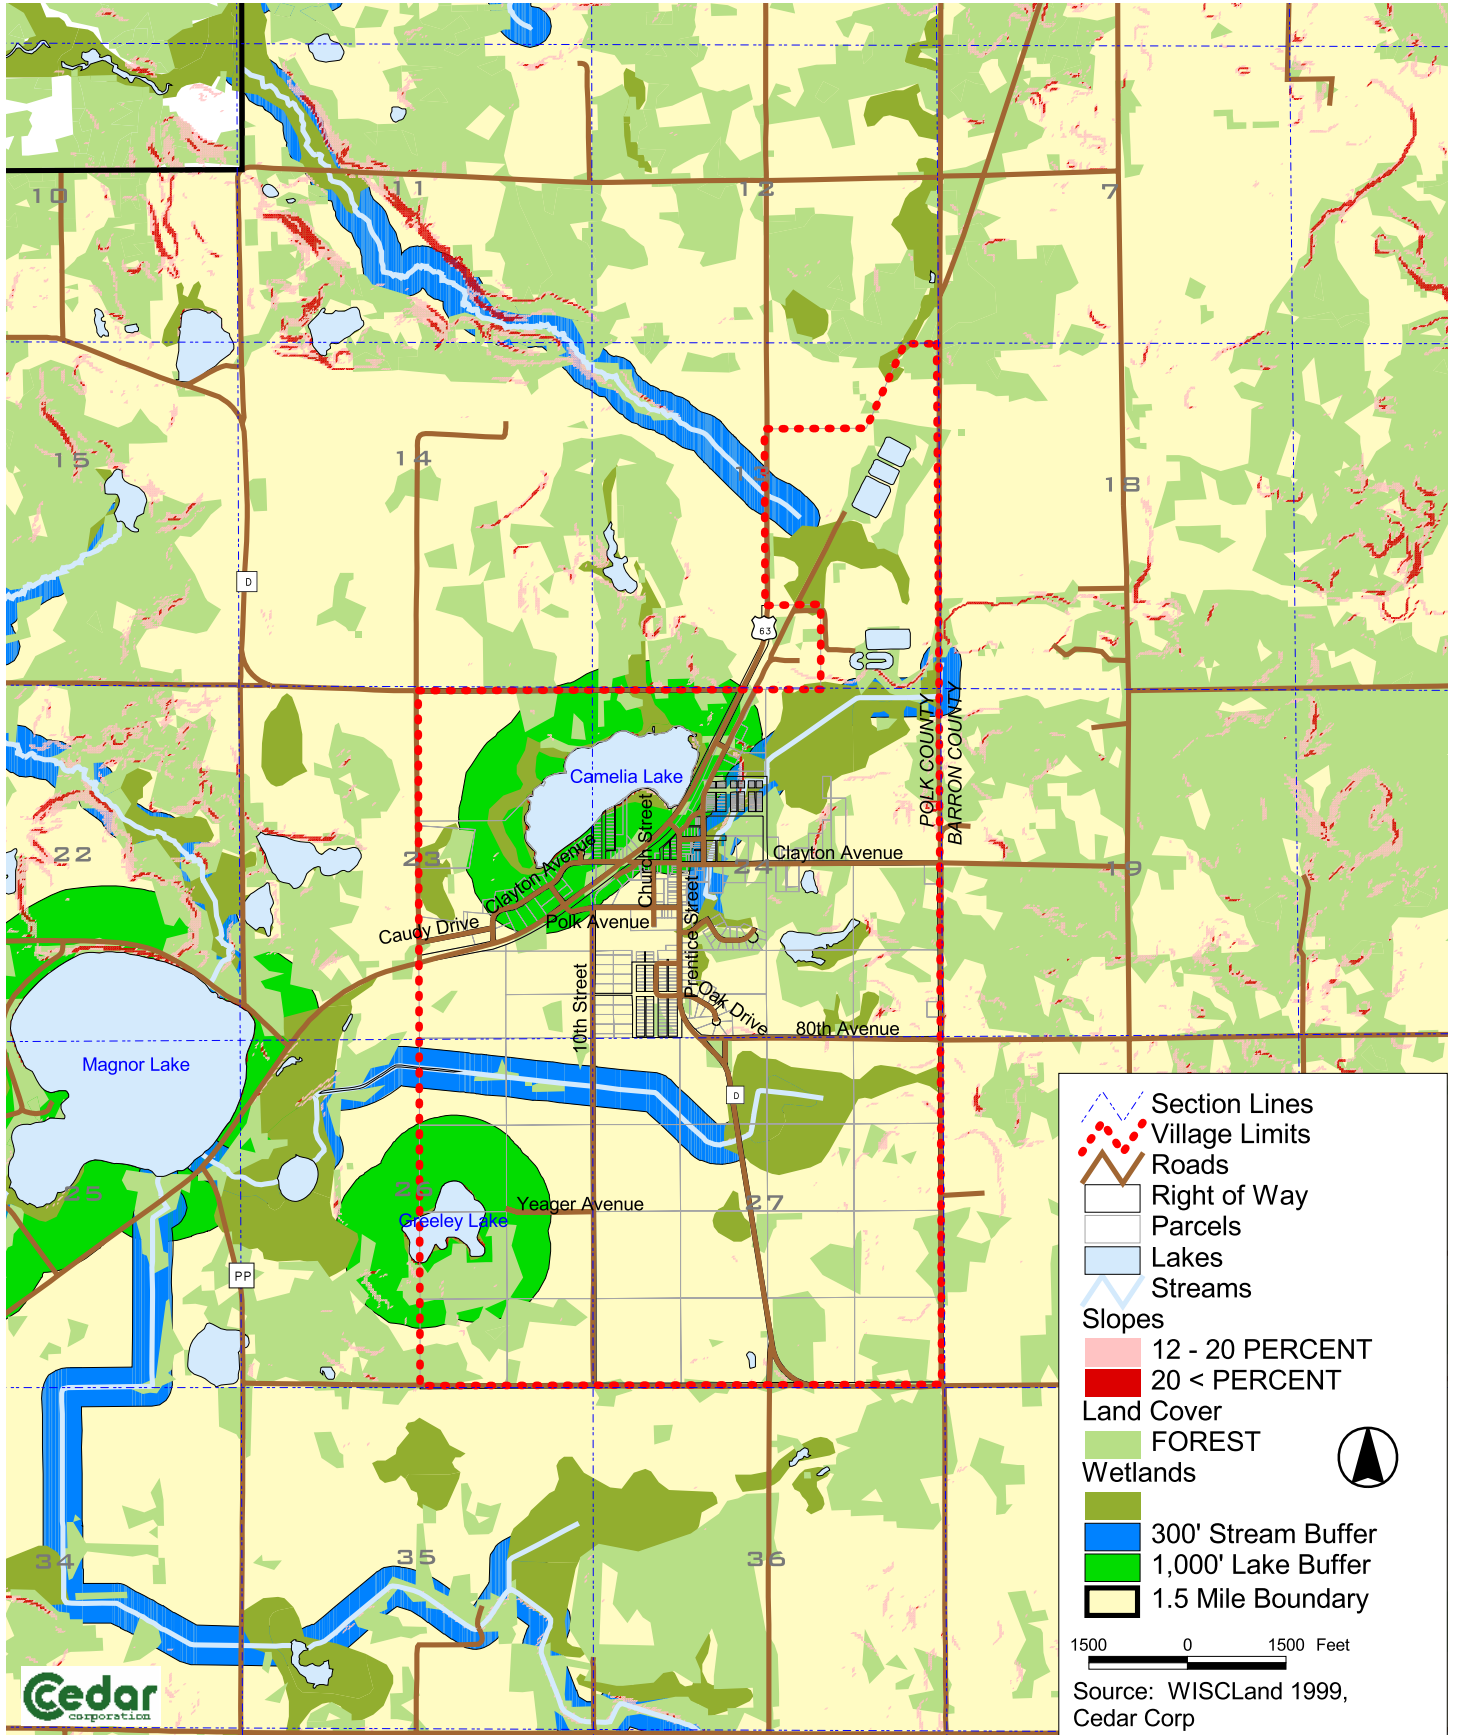 10
11
12
7
15
14
13
18
D
63
POLK COUNTY
BARON COUNTY
Camelia Lake
Church Street
22
23
Clayton Avenue
24
Clayton Avenue
19
Caudy Drive
Polk Avenue
Prentice Street
10th Street
Oak Drive
80th Avenue
Magnor Lake
D
25
26
Greeley Lake
Yeager Avenue
27
PP
34
35
36
Section Lines
Village Limits
Roads
Right of Way
Parcels
Lakes
Streams
Slopes
12 - 20 PERCENT
20 < PERCENT
Land Cover
FOREST
Wetlands
300' Stream Buffer
1,000' Lake Buffer
1.5 Mile Boundary
1500 0 1500 Feet
Source: WISCLand 1999,
Cedar Corp
Cedar
corporation